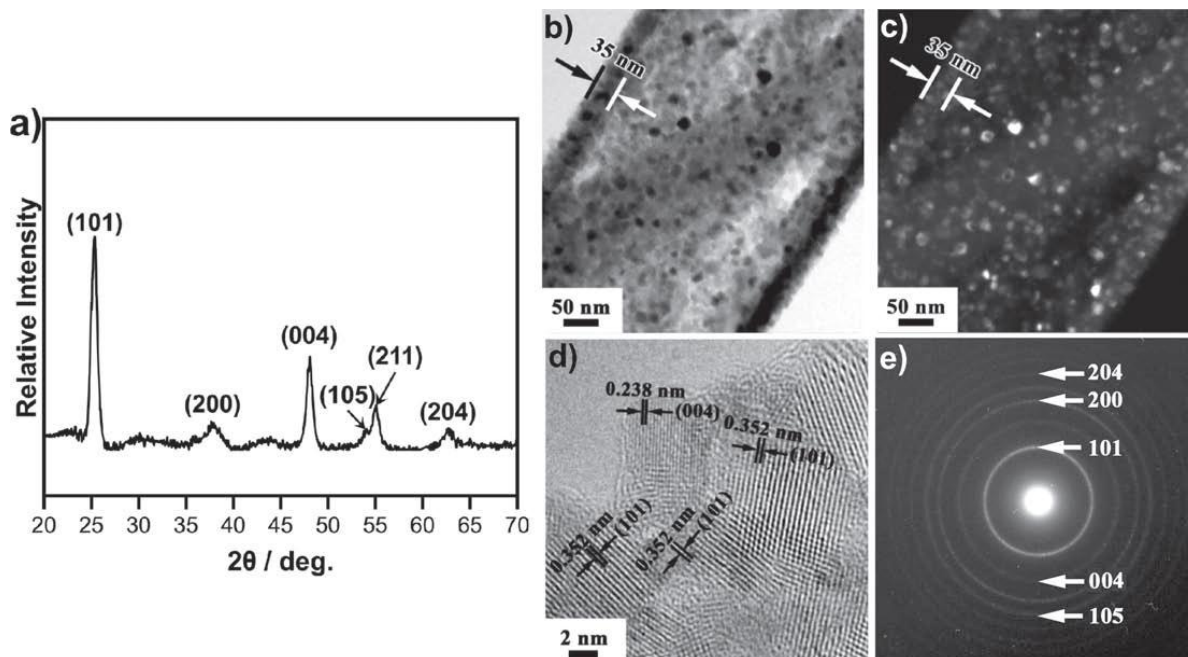 a)
Relative Intensity
(101)
(200)
(004)
(105)
(211)
(204)
20 25 30 35 40 45 50 55 60 65 70
2θ / deg.
b)
35 nm
50 nm
c)
35 nm
50 nm
d)
0.238 nm
(004)
0.352 nm
(101)
0.352 nm
(101)
0.352 nm
(101)
2 nm
e)
204
200
101
004
105